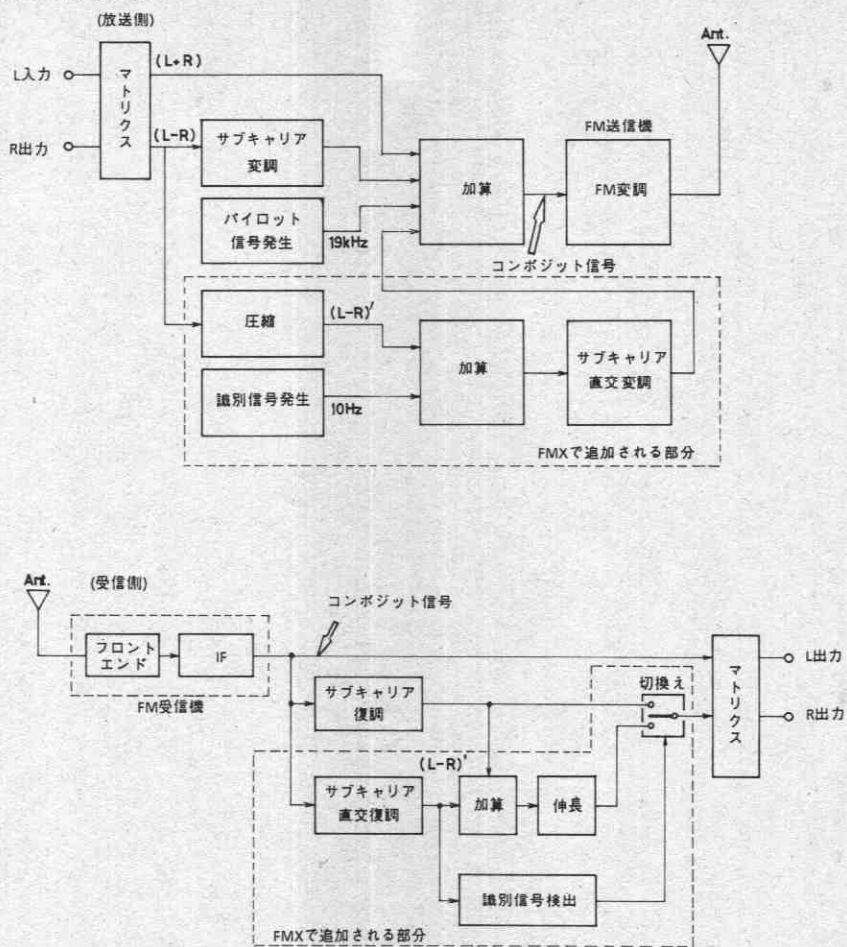 (放送側)
Ant.
L入力
R出力
マトリクス
(L+R)
(L-R)
サブキャリア
変調
パイロット
信号発生
19kHz
加算
FM送信機
FM変調
コンポジット信号
圧縮
(L-R)′
識別信号発生
10Hz
加算
サブキャリア
直交変調
FMXで追加される部分
Ant.
(受信側)
コンポジット信号
フロント
エンド
IF
FM受信機
サブキャリア
復調
切換え
マトリクス
L出力
R出力
(L-R)′
サブキャリア
直交復調
加算
伸長
識別信号検出
FMXで追加される部分